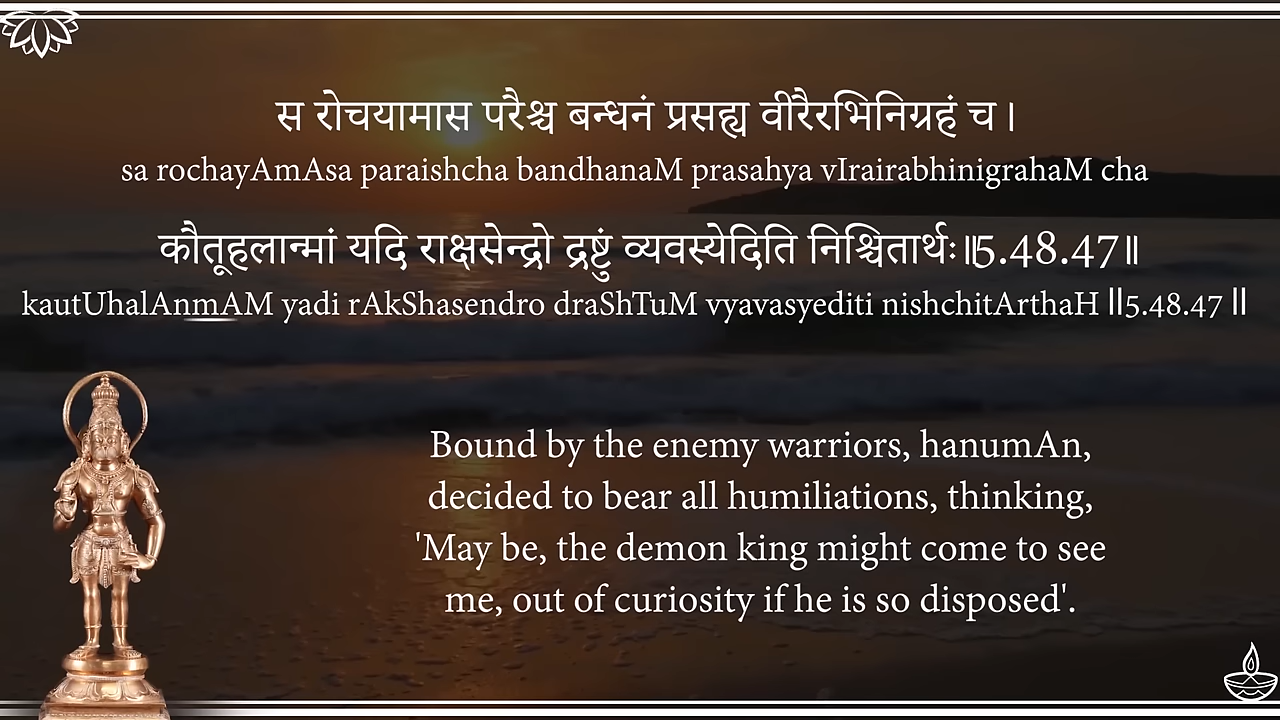 स रोचयामास परैश्च बन्धनं प्रसह्य वीरैरभिनिग्रहं च ।
sa rochayAmAsa paraishcha bandhanaM prasahya vIrairabhinigrahaM cha
कौतूहलान्मां यदि राक्षसेन्द्रो द्रष्टुं व्यवस्येदिति निश्चितार्थः ॥5.48.47॥
kautUhalAnmAM yadi rAkShasendro draShTuM vyavasyediti nishchitArthaH ॥5.48.47 ॥
Bound by the enemy warriors, hanumAn,
decided to bear all humiliations, thinking,
'May be, the demon king might come to see
me, out of curiosity if he is so disposed'.